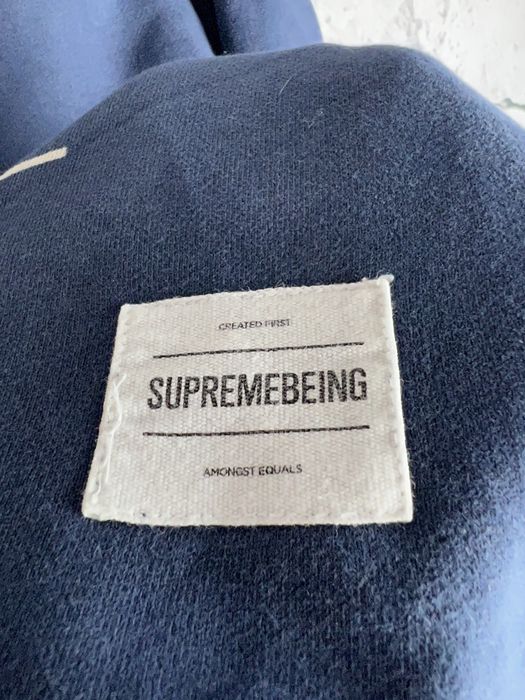 CREATED FIRST
SUPREMEBEING
AMONGST EQUALS